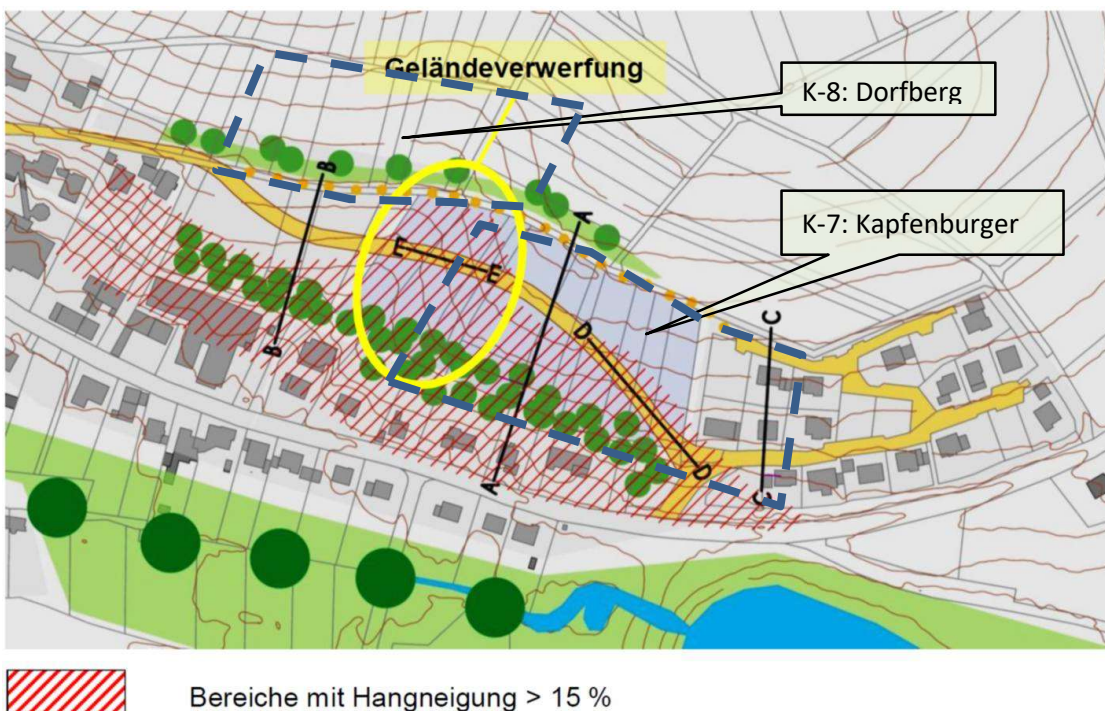 Geländeverwerfung
K-8: Dorfberg
K-7: Kapfenburger
B
B
E
E
A
A
D
D
C
C
Bereiche mit Hangneigung > 15 %